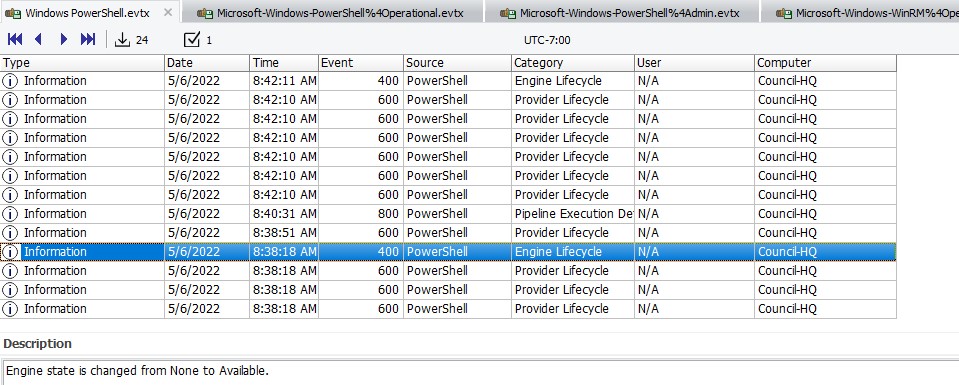 Windows PowerShell.evtx Microsoft-Windows-PowerShell%4Operational.evtx Microsoft-Windows-PowerShell%4Admin.evtx Microsoft-Windows-WinRM%4Ope
24 1 UTC-7:00
Type Date Time Event Source Category User Computer
Information 5/6/2022 8:42:11 AM 400 PowerShell Engine Lifecycle N/A Council-HQ
Information 5/6/2022 8:42:10 AM 600 PowerShell Provider Lifecycle N/A Council-HQ
Information 5/6/2022 8:42:10 AM 600 PowerShell Provider Lifecycle N/A Council-HQ
Information 5/6/2022 8:42:10 AM 600 PowerShell Provider Lifecycle N/A Council-HQ
Information 5/6/2022 8:42:10 AM 600 PowerShell Provider Lifecycle N/A Council-HQ
Information 5/6/2022 8:42:10 AM 600 PowerShell Provider Lifecycle N/A Council-HQ
Information 5/6/2022 8:42:10 AM 600 PowerShell Provider Lifecycle N/A Council-HQ
Information 5/6/2022 8:40:31 AM 800 PowerShell Pipeline Execution De N/A Council-HQ
Information 5/6/2022 8:38:51 AM 600 PowerShell Provider Lifecycle N/A Council-HQ
Information 5/6/2022 8:38:18 AM 400 PowerShell Engine Lifecycle N/A Council-HQ
Information 5/6/2022 8:38:18 AM 600 PowerShell Provider Lifecycle N/A Council-HQ
Information 5/6/2022 8:38:18 AM 600 PowerShell Provider Lifecycle N/A Council-HQ
Information 5/6/2022 8:38:18 AM 600 PowerShell Provider Lifecycle N/A Council-HQ
Description
Engine state is changed from None to Available.